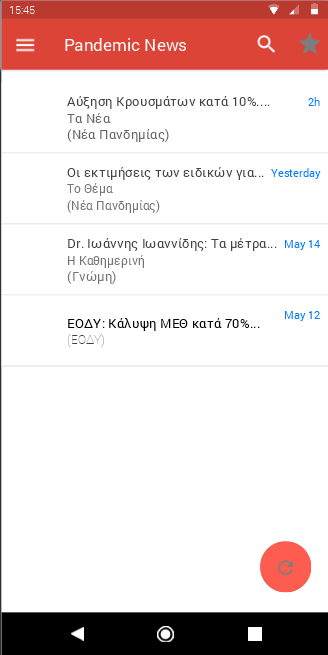 15:45
Pandemic News
Αύξηση Κρουσμάτων κατά 10%.... 2h
Τα Νέα
(Νέα Πανδημίας)
Οι εκτιμήσεις των ειδικών για... Yesterday
Το Θέμα
(Νέα Πανδημίας)
Dr. Ιωάννης Ιωαννίδης: Τα μέτρα... May 14
Η Καθημερινή
(Γνώμη)
May 12
ΕΟΔΥ: Κάλυψη ΜΕΘ κατά 70%...
(ΕΟΔΥ)